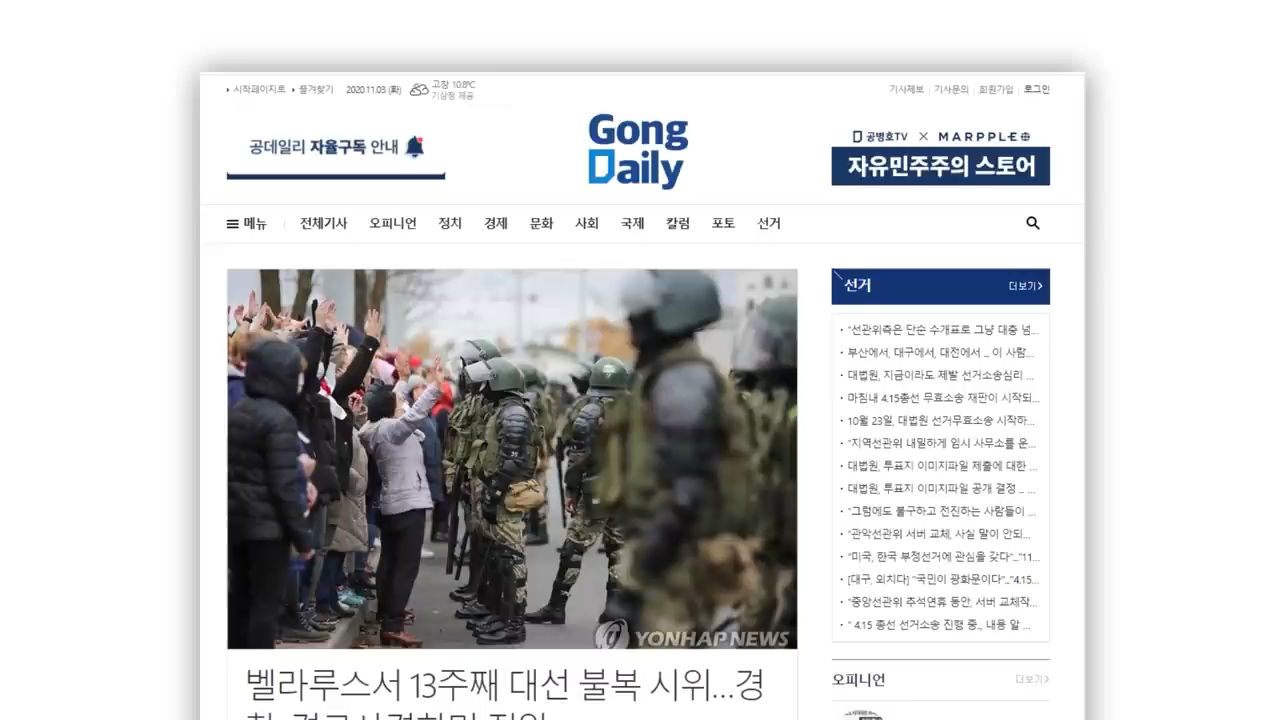 시작페이지로 즐겨찾기 2020.11.03. (화) 고창 10.8℃
기상청 제공
기사제보 기사문의 회원가입 로그인
공데일리 자율구독 안내
Gong
Daily
공병호TV × MARPPLE
자유민주주의 스토어
메뉴 전체기사 오피니언 정치 경제 문화 사회 국제 칼럼 포토 선거
YONHAP NEWS
벨라루스서 13주째 대선 불복 시위...경
선거 더보기
"선관위측은 단순 수개표로 그냥 대충 넘...
부산에서, 대구에서, 대전에서 ... 이 사람...
대법원, 지금이라도 제발 선거소송심리 ...
마침내 4.15총선 무효소송 재판이 시작되...
10월 23일, 대법원 선거무효소송 시작하...
"지역선관위 내밀하게 임시 사무소를 운...
대법원, 투표지 이미지파일 제출에 대한 ...
대법원, 투표지 이미지파일 공개 결정 ... ...
"그럼에도 불구하고 전진하는 사람들이 ...
"관악선관위 서버 교체, 사실 말이 안되...
"미국, 한국 부정선거에 관심을 갖다"..."11...
[대구, 외치다] "국민이 광화문이다"..."4.15...
"중앙선관위 추석연휴 동안, 서버 교체작...
" 4.15 총선 선거소송 진행 중.., 내용 알 ...
오피니언 더보기